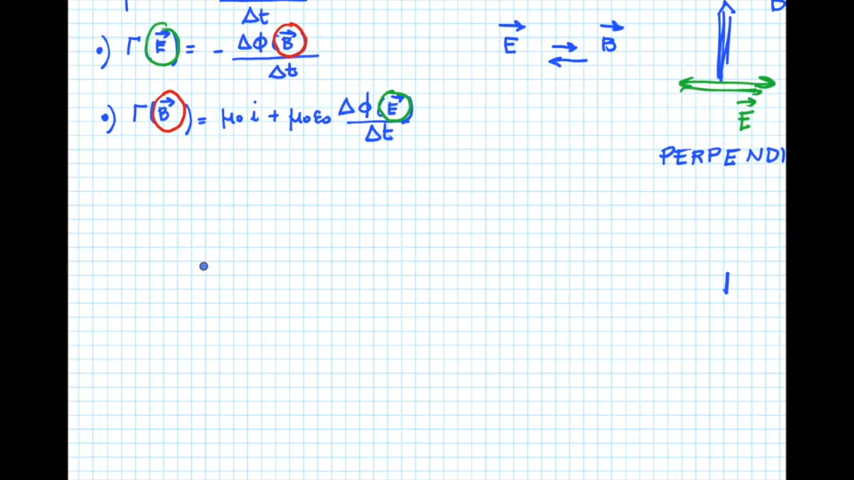 Δt
•) Γ(E⃗) = - Δϕ(B⃗)/Δt
•) Γ(B⃗) = μ₀ i + μ₀ε₀ Δϕ(E⃗)/Δt
E⃗ ⇄ B⃗
E⃗
PERPENDI